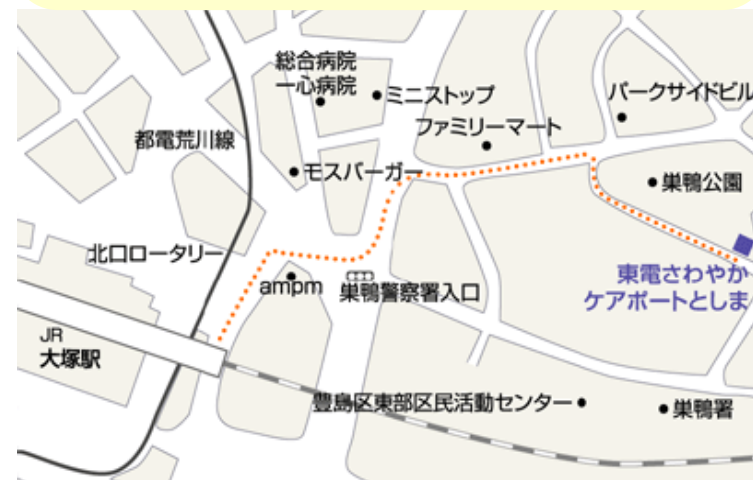 総合病院
一心病院
ミニストップ
パークサイドビル
ファミリーマート
都電荒川線
モスバーガー
巣鴨公園
北口ロータリー
ampm
巣鴨警察署入口
東電さわやか
ケアポートとしま
JR
大塚駅
豊島区東部区民活動センター
巣鴨署